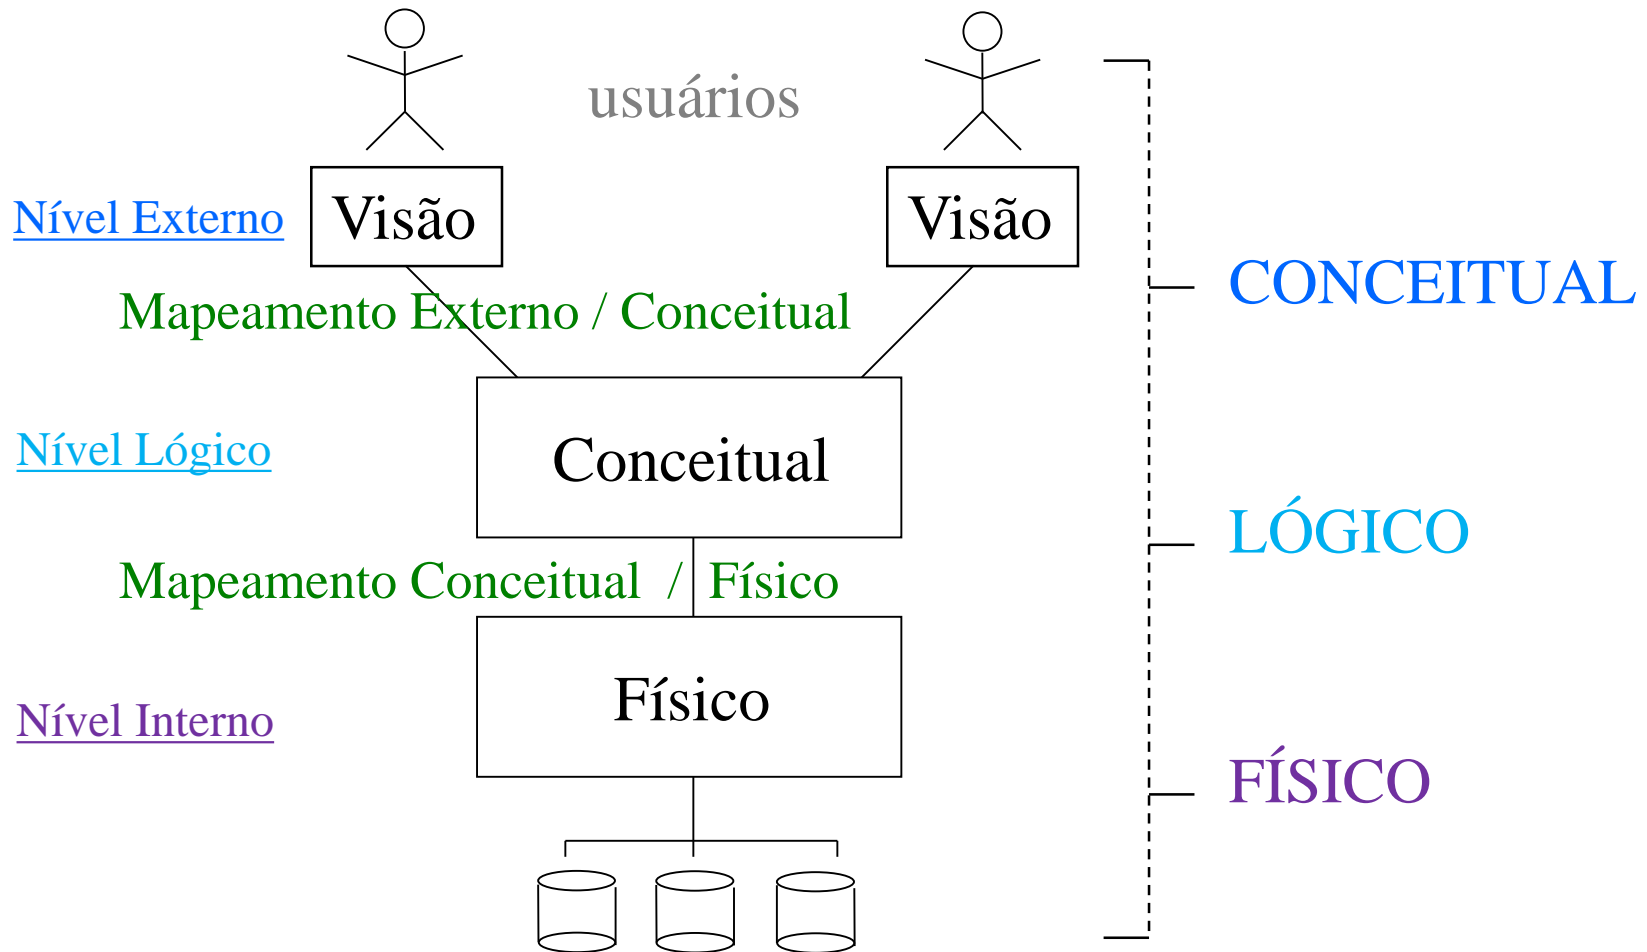 usuários
Nível Externo
Visão
Visão
CONCEITUAL
Mapeamento Externo / Conceitual
Nível Lógico
Conceitual
LÓGICO
Mapeamento Conceitual / Físico
Nível Interno
Físico
FÍSICO